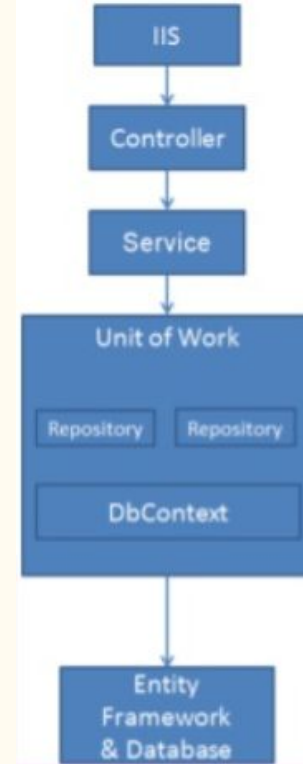 IIS
Controller
Service
Unit of Work
Repository Repository
DbContext
Entity
Framework
& Database